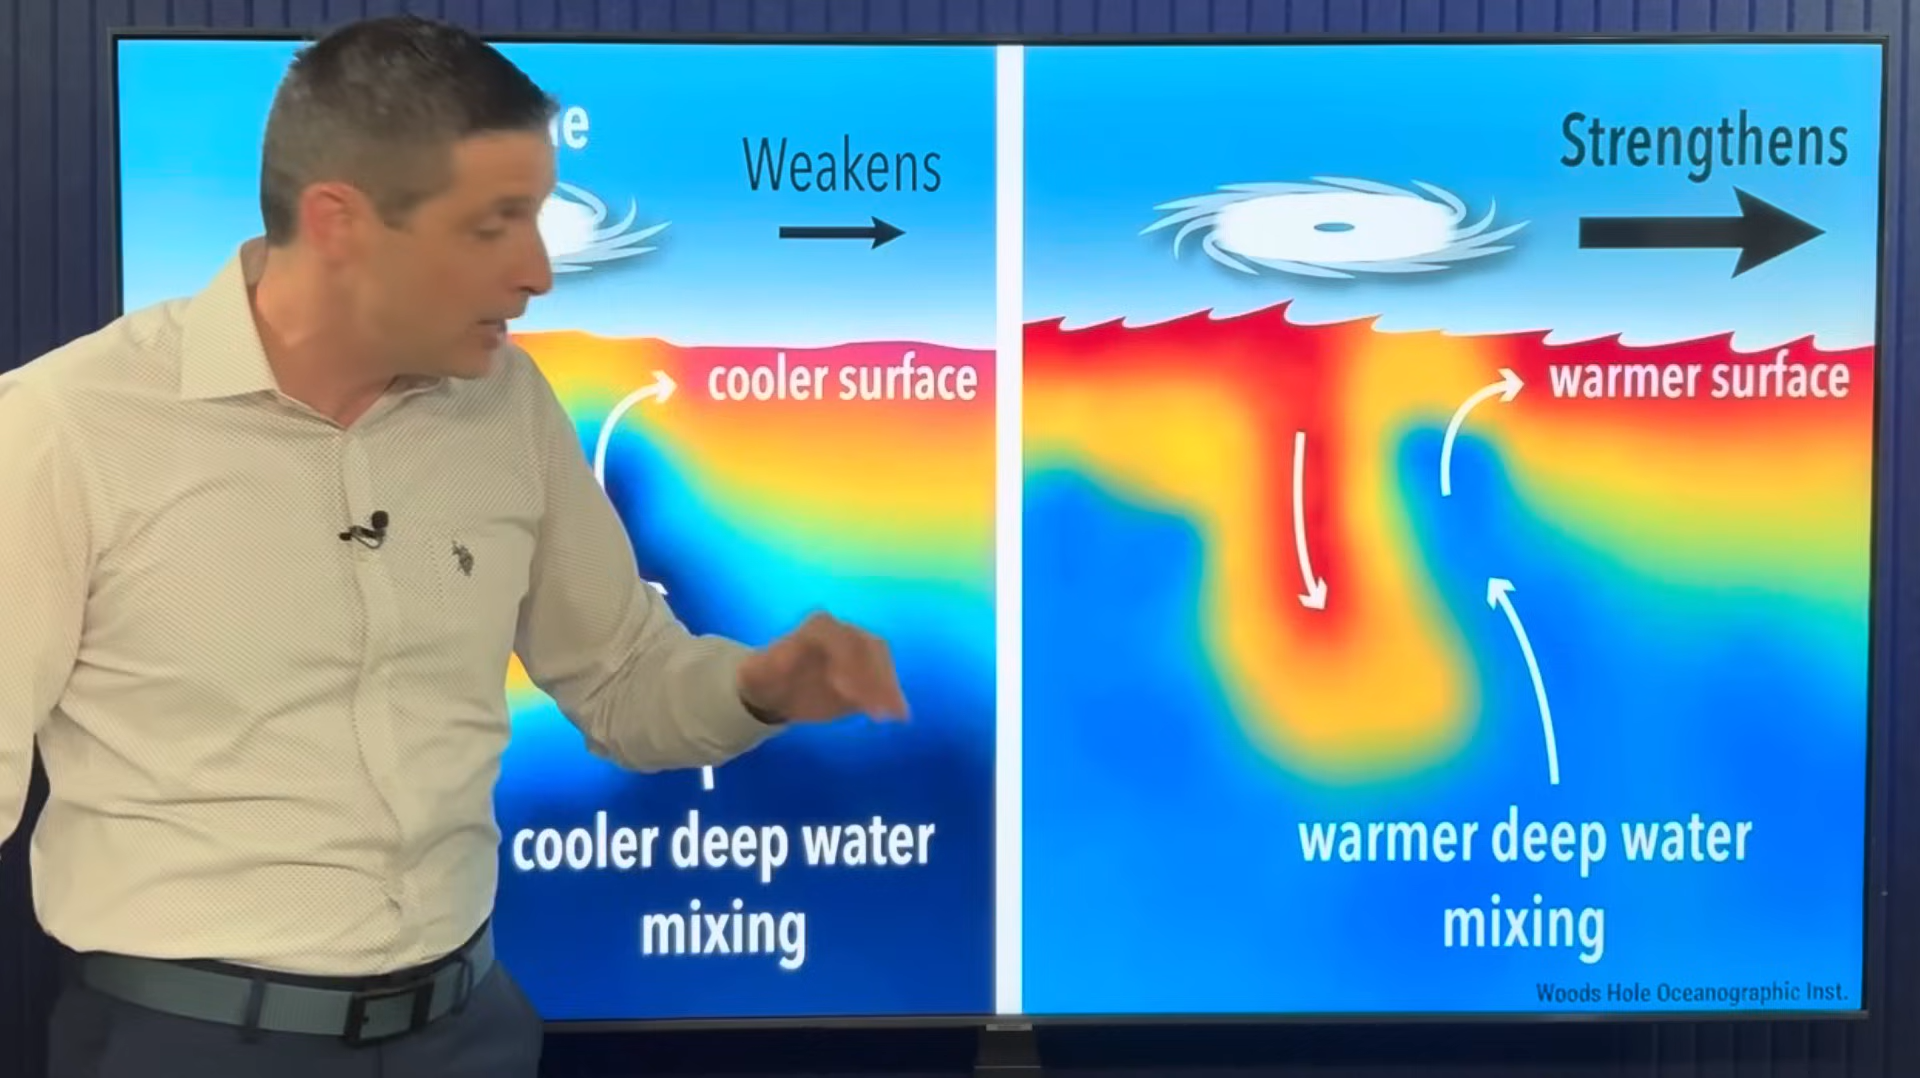 Weakens
cooler surface
cooler deep water
mixing
Strengthens
warmer surface
warmer deep water
mixing
Woods Hole Oceanographic Inst.